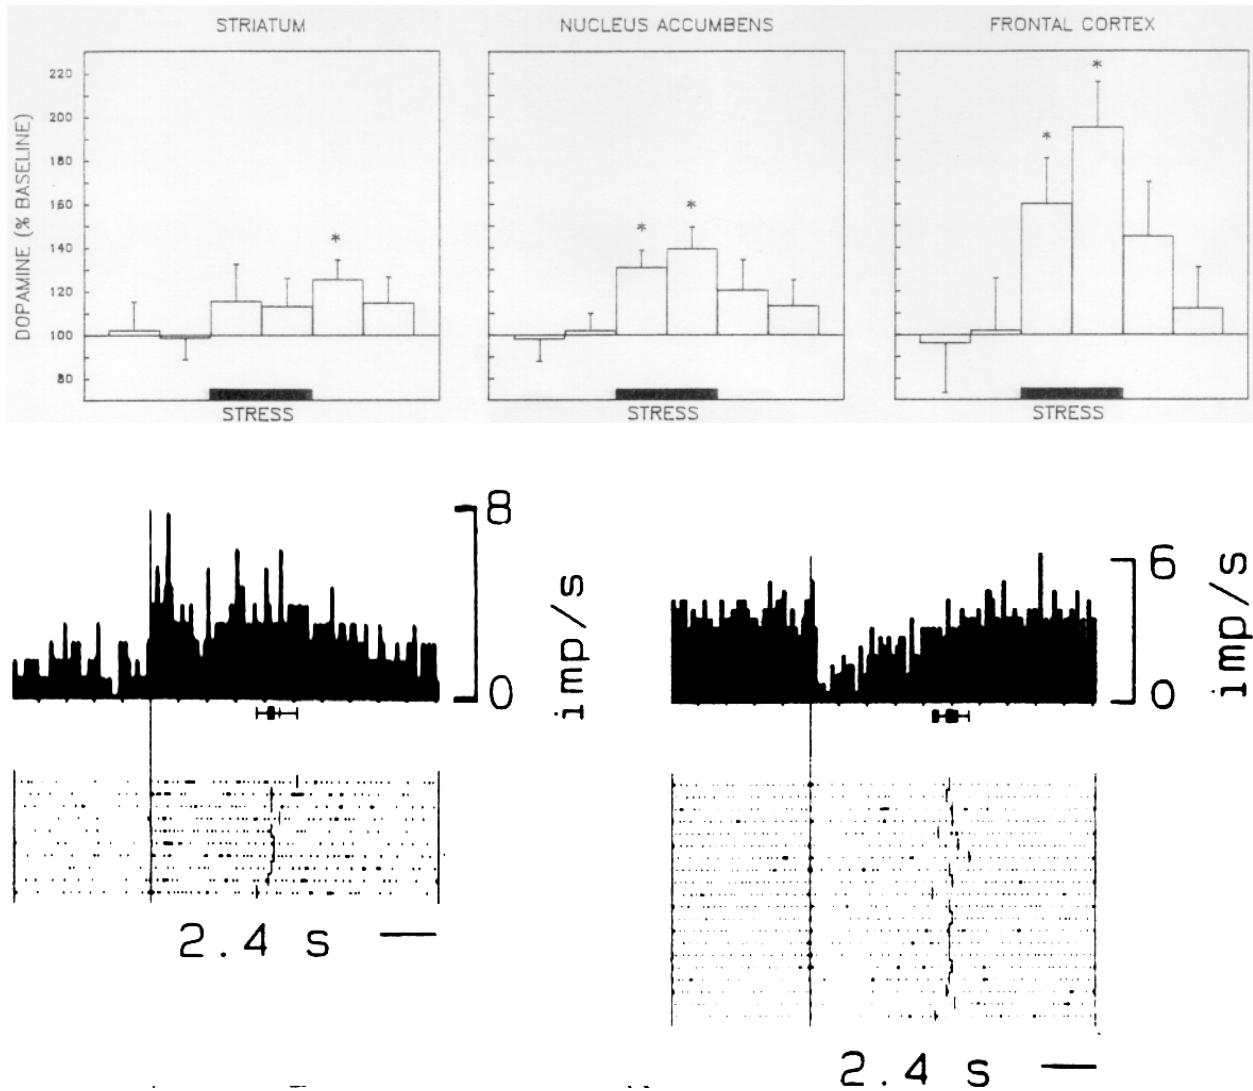 STRIATUM
NUCLEUS ACCUMBENS
FRONTAL CORTEX
DOPAMINE (% BASELINE)
220
200
180
160
140
120
100
80
*
* *
* *
STRESS
STRESS
STRESS
8
0
imp/s
6
0
imp/s
2.4 s
2.4 s